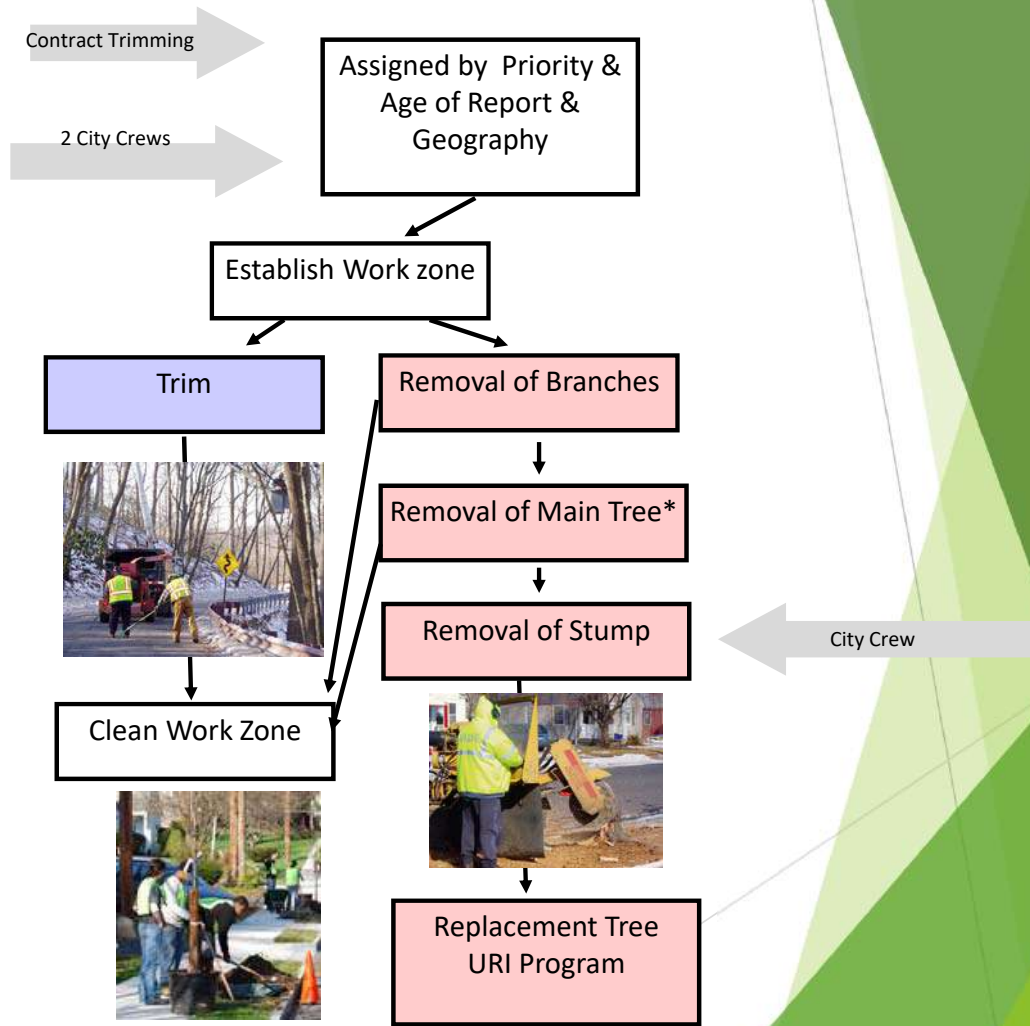 Contract Trimming
Assigned by Priority &
Age of Report &
Geography
2 City Crews
Establish Work zone
Trim
Removal of Branches
Removal of Main Tree*
Removal of Stump
City Crew
Clean Work Zone
Replacement Tree
URI Program